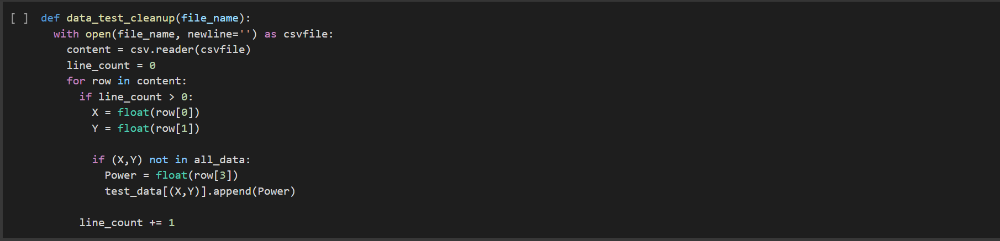 [ ] def data_test_cleanup(file_name):
  with open(file_name, newline='') as csvfile:
    content = csv.reader(csvfile)
    line_count = 0
    for row in content:
      if line_count > 0:
        X = float(row[0])
        Y = float(row[1])
        if (X,Y) not in all_data:
          Power = float(row[3])
          test_data[(X,Y)].append(Power)
      line_count += 1